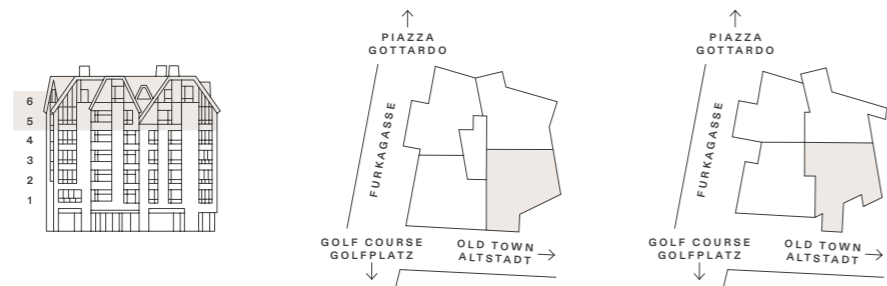 6
5
4
3
2
1
PIAZZA
GOTTARDO
FURKAGASSE
GOLF COURSE
GOLFPLATZ
OLD TOWN
ALTSTADT
PIAZZA
GOTTARDO
FURKAGASSE
GOLF COURSE
GOLFPLATZ
OLD TOWN
ALTSTADT